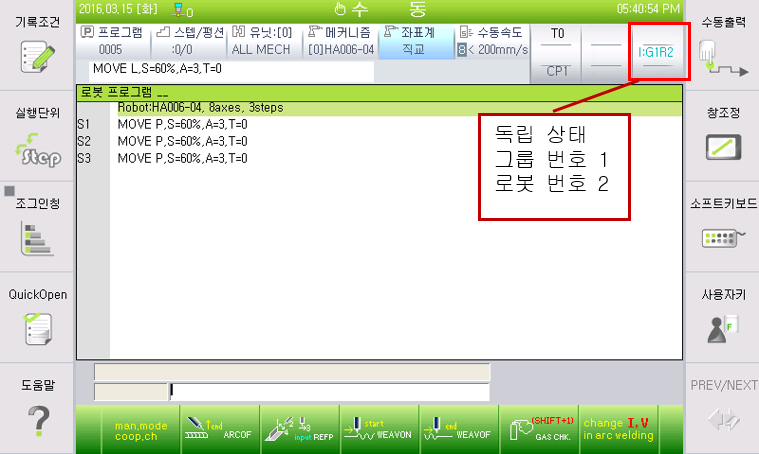 2016.03.15 [화]
0
수 동
05:40:54 PM
기록조건
실행단위
Step
조그인칭
QuickOpen
도움말
P 프로그램
0005
스텝/펑션
:0/0
유닛:[0]
ALL MECH
메커니즘
[0]HA006-04
좌표계
직교
수동속도
8< 200mm/s
T0
CP1
I:G1R2
MOVE L,S=60%,A=3,T=0
로봇 프로그램 __
Robot:HA006-04, 8axes, 3steps
S1 MOVE P,S=60%,A=3,T=0
S2 MOVE P,S=60%,A=3,T=0
S3 MOVE P,S=60%,A=3,T=0
독립 상태
그룹 번호 1
로봇 번호 2
수동출력
창조정
소프트키보드
사용자키
F
PREV/NEXT
man.mode
coop.ch
end
ARCOF
input REFP
start
WEAVON
end
WEAVOF
(SHIFT+1)
GAS CHK.
change I,V
in arc welding